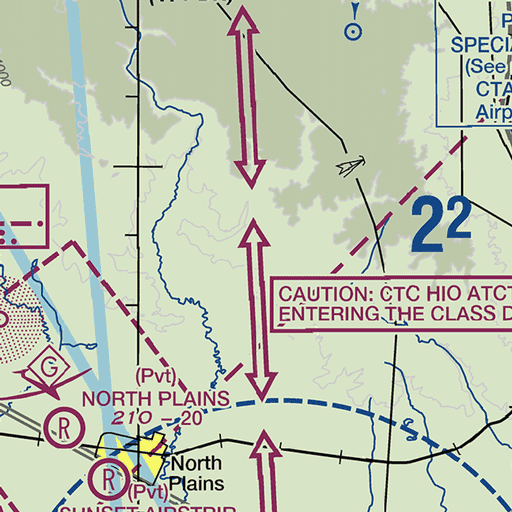 P
SPECIA
(See
CTA
Airp
000
22
CAUTION: CTC HIO ATCT
ENTERING THE CLASS D
G
(Pvt)
NORTH PLAINS
210 - 20
R
North
Plains
R
(Pvt)
SUNSET AIRSTRIP